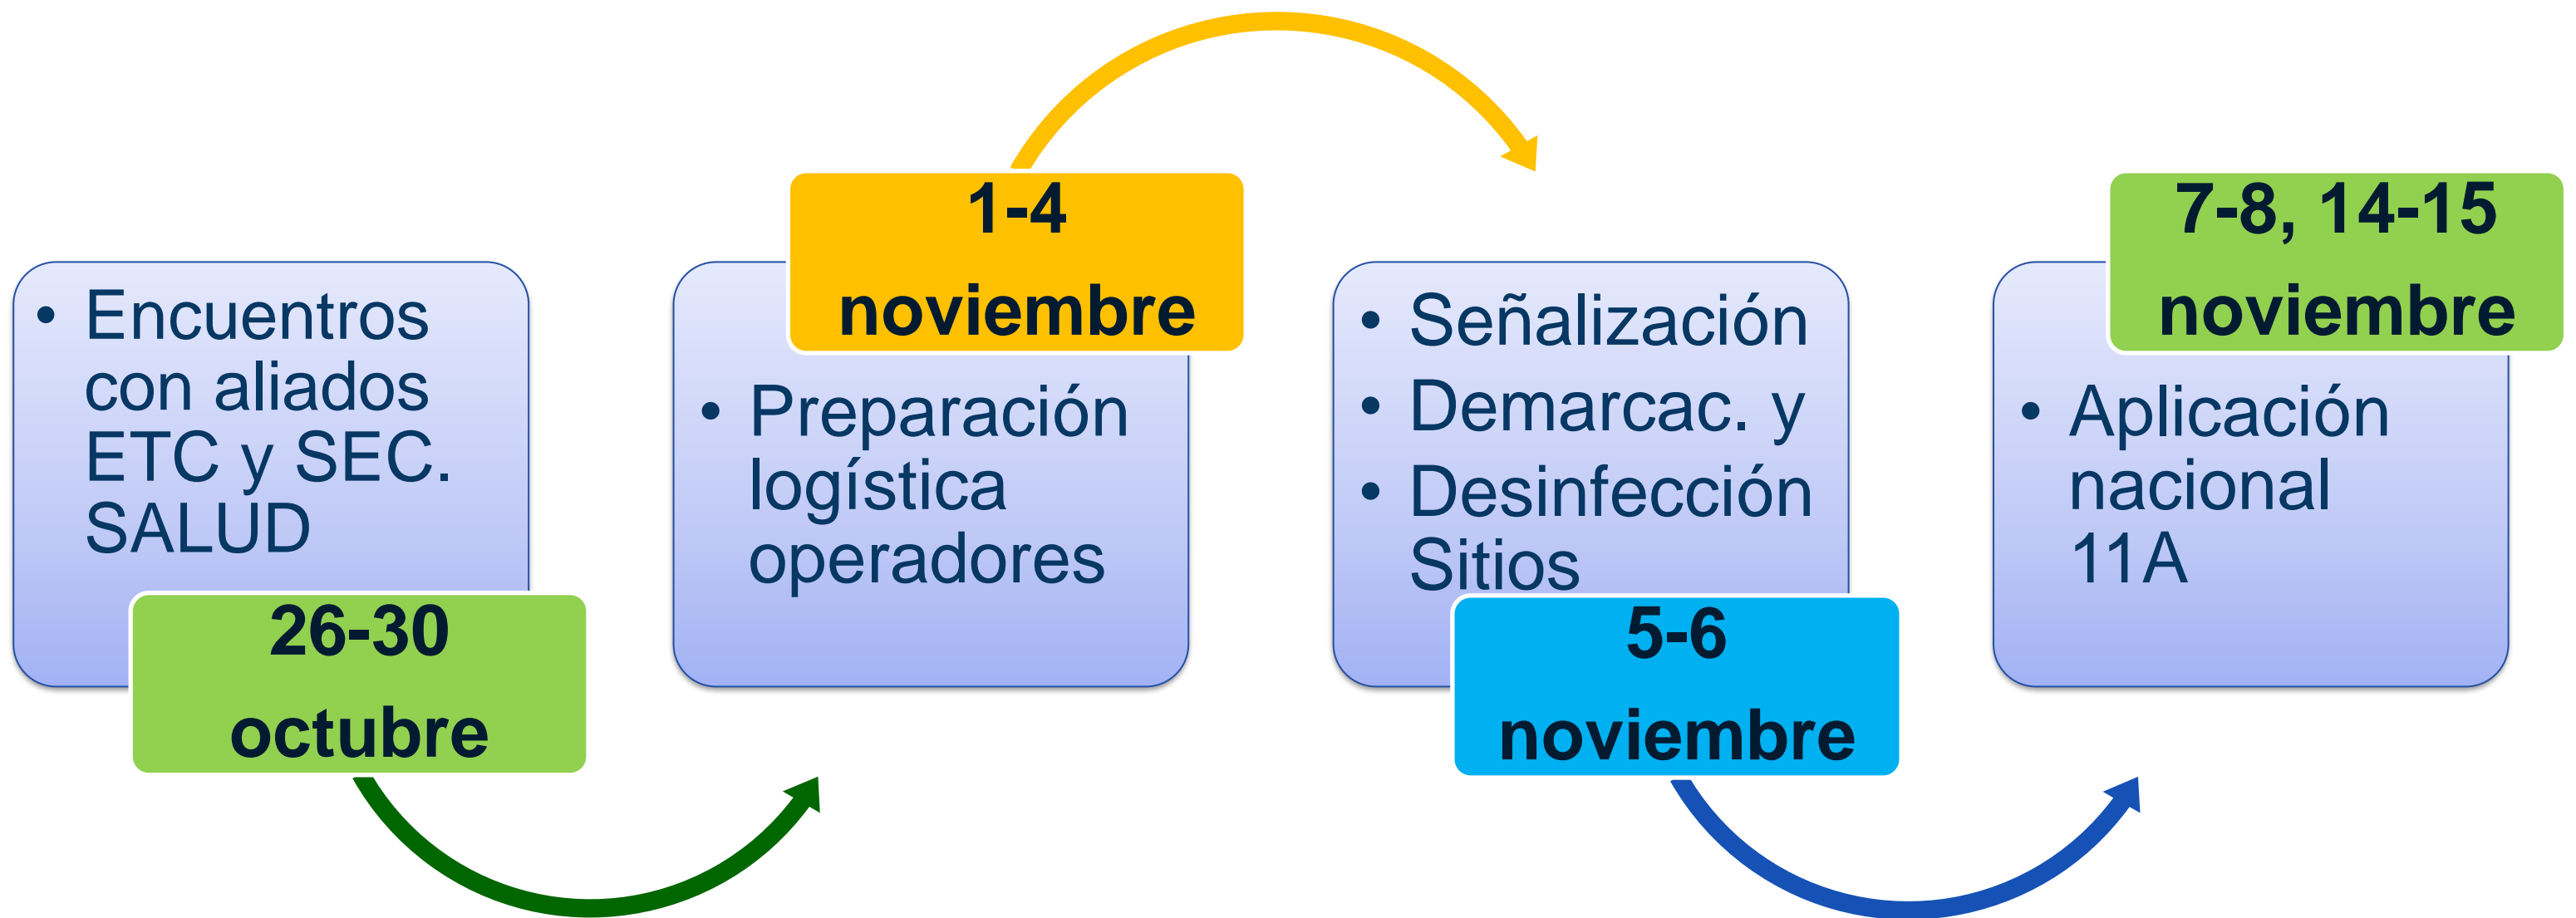 • Encuentros
con aliados
ETC y SEC.
SALUD
26-30
octubre
1-4
noviembre
• Preparación
logística
operadores
• Señalización
• Demarcac. y
• Desinfección
Sitios
5-6
noviembre
7-8, 14-15
noviembre
• Aplicación
nacional
11A